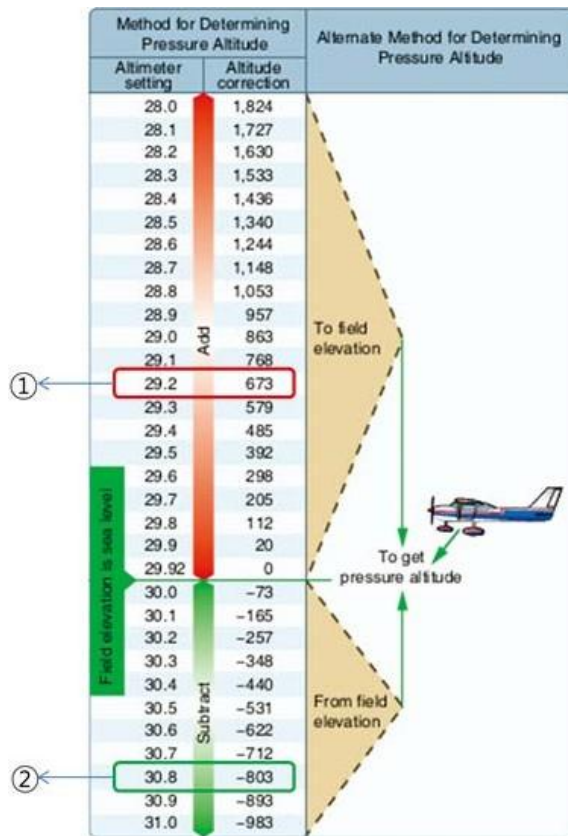 Method for Determining
Pressure Altitude
Alternate Method for Determining
Pressure Altitude
Altimeter
setting
Altitude
correction
28.0 1,824
28.1 1,727
28.2 1,630
28.3 1,533
28.4 1,436
28.5 1,340
28.6 1,244
28.7 1,148
28.8 1,053
28.9 957
29.0 863
29.1 768
① 29.2 673
29.3 579
29.4 485
29.5 392
29.6 298
29.7 205
29.8 112
29.9 20
29.92 0
30.0 −73
30.1 −165
30.2 −257
30.3 −348
30.4 −440
30.5 −531
30.6 −622
30.7 −712
② 30.8 −803
30.9 −893
31.0 −983
Add
Subtract
Field elevation is sea level
To field
elevation
To get
pressure altitude
From field
elevation